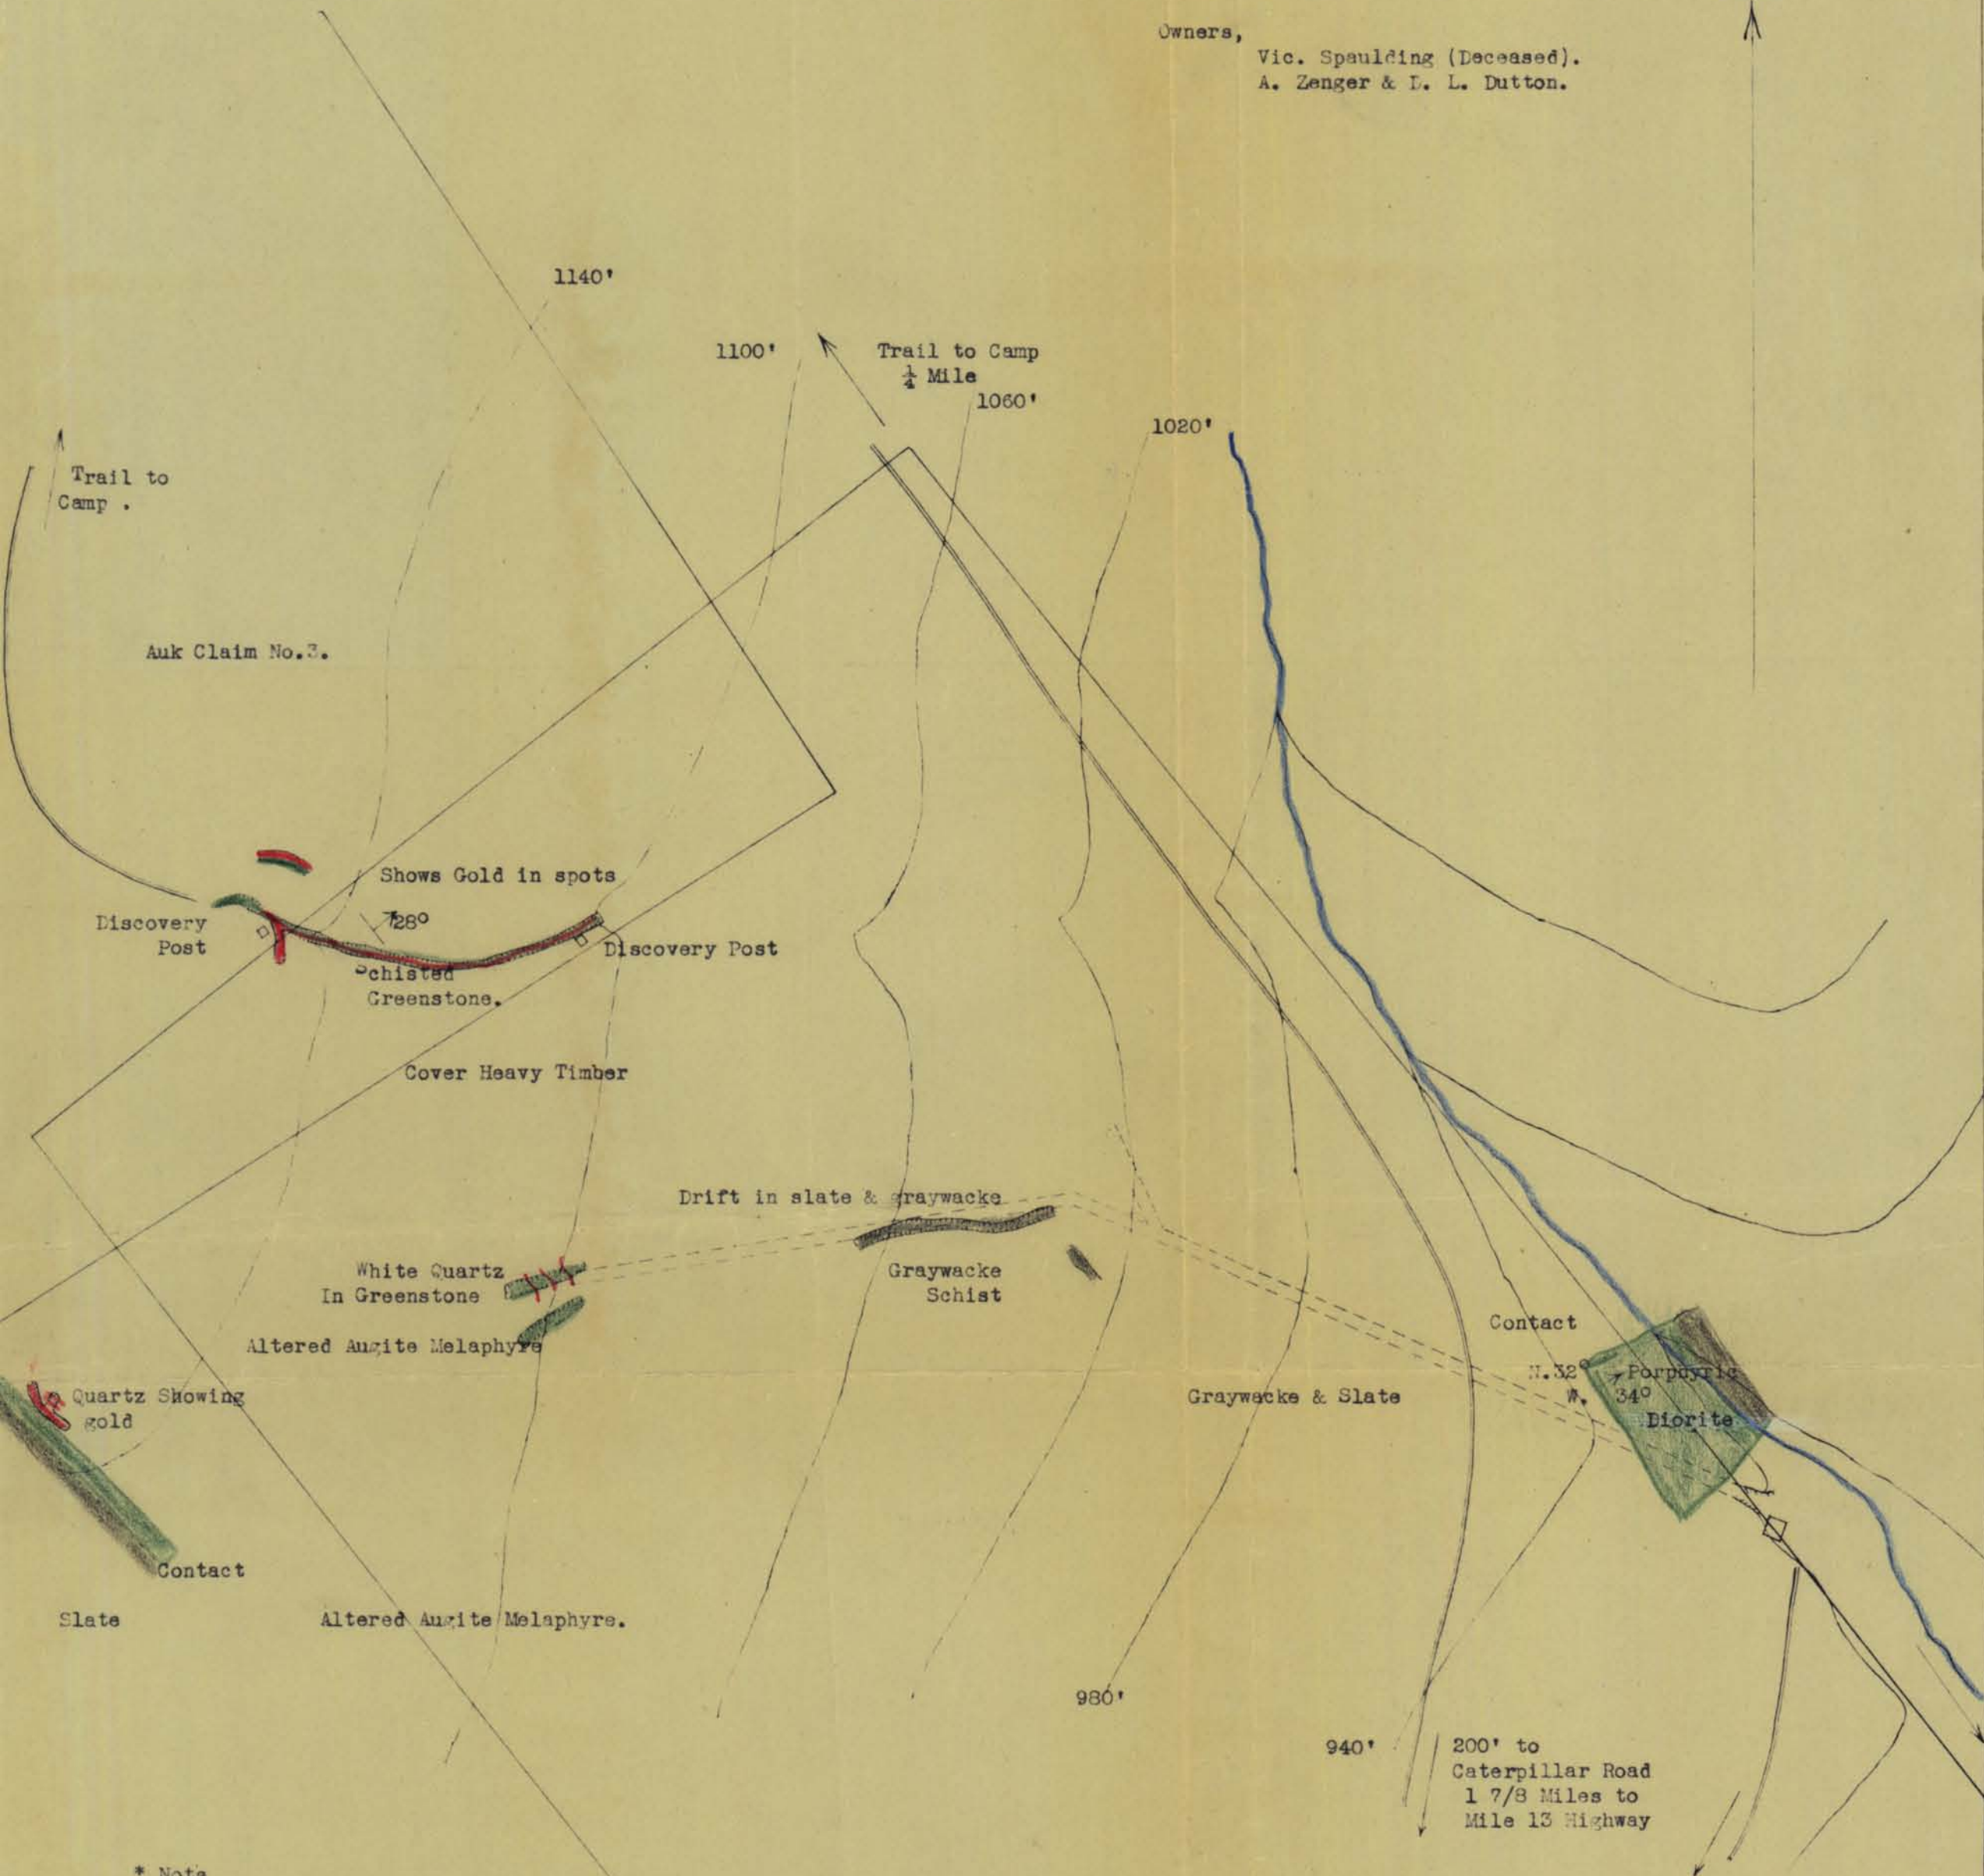 Owners,
Vic. Spaulding (Deceased).
A. Zenger & D. L. Dutton.
1140'
1100'
Trail to Camp
¼ Mile
1060'
1020'
Trail to
Camp .
Auk Claim No.3.
Shows Gold in spots
28º
Discovery
Post
Discovery Post
Schisted
Greenstone.
Cover Heavy Timber
Drift in slate & graywacke
White Quartz
In Greenstone
Graywacke
Schist
Altered Augite Melaphyre
Contact
N.32º
W.
Porphyric
34º
Diorite
Quartz Showing
gold
Graywacke & Slate
Contact
Slate
Altered Augite Melaphyre.
980'
940'
200' to
Caterpillar Road
1 7/8 Miles to
Mile 13 Highway
* Note